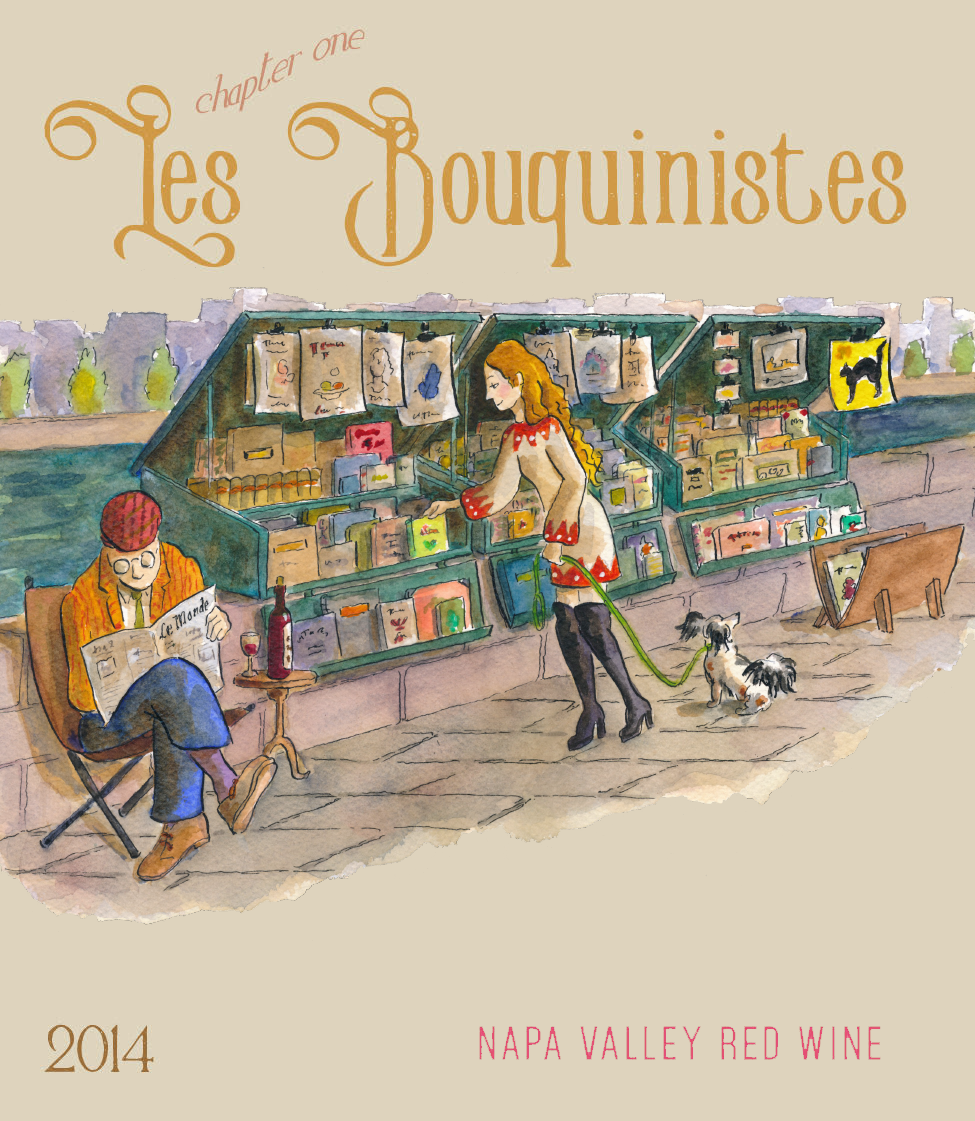 chapter one
Les Bouquinistes
Le Monde
2014
NAPA VALLEY RED WINE